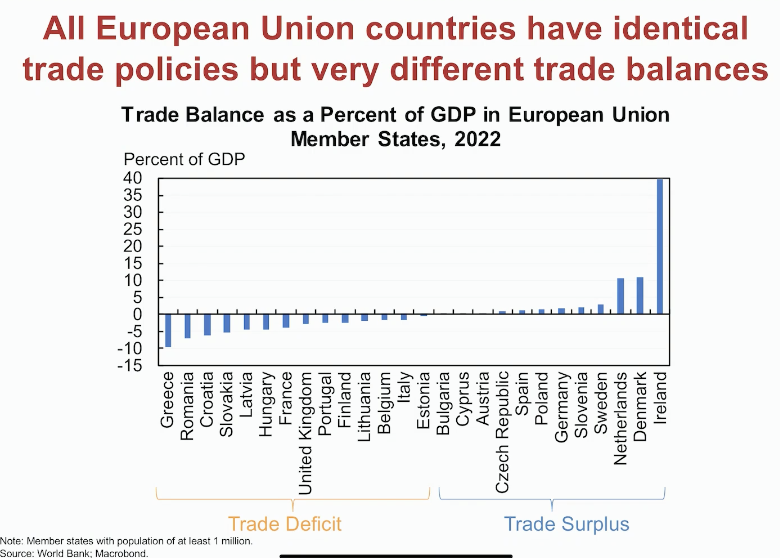 All European Union countries have identical
trade policies but very different trade balances
Trade Balance as a Percent of GDP in European Union
Member States, 2022
Percent of GDP
40
35
30
25
20
15
10
5
0
-5
-10
-15
Greece
Romania
Croatia
Slovakia
Latvia
Hungary
France
United Kingdom
Portugal
Finland
Lithuania
Belgium
Italy
Estonia
Bulgaria
Cyprus
Austria
Czech Republic
Spain
Poland
Germany
Slovenia
Sweden
Netherlands
Denmark
Ireland
Trade Deficit
Trade Surplus
Note: Member states with population of at least 1 million.
Source: World Bank; Macrobond.